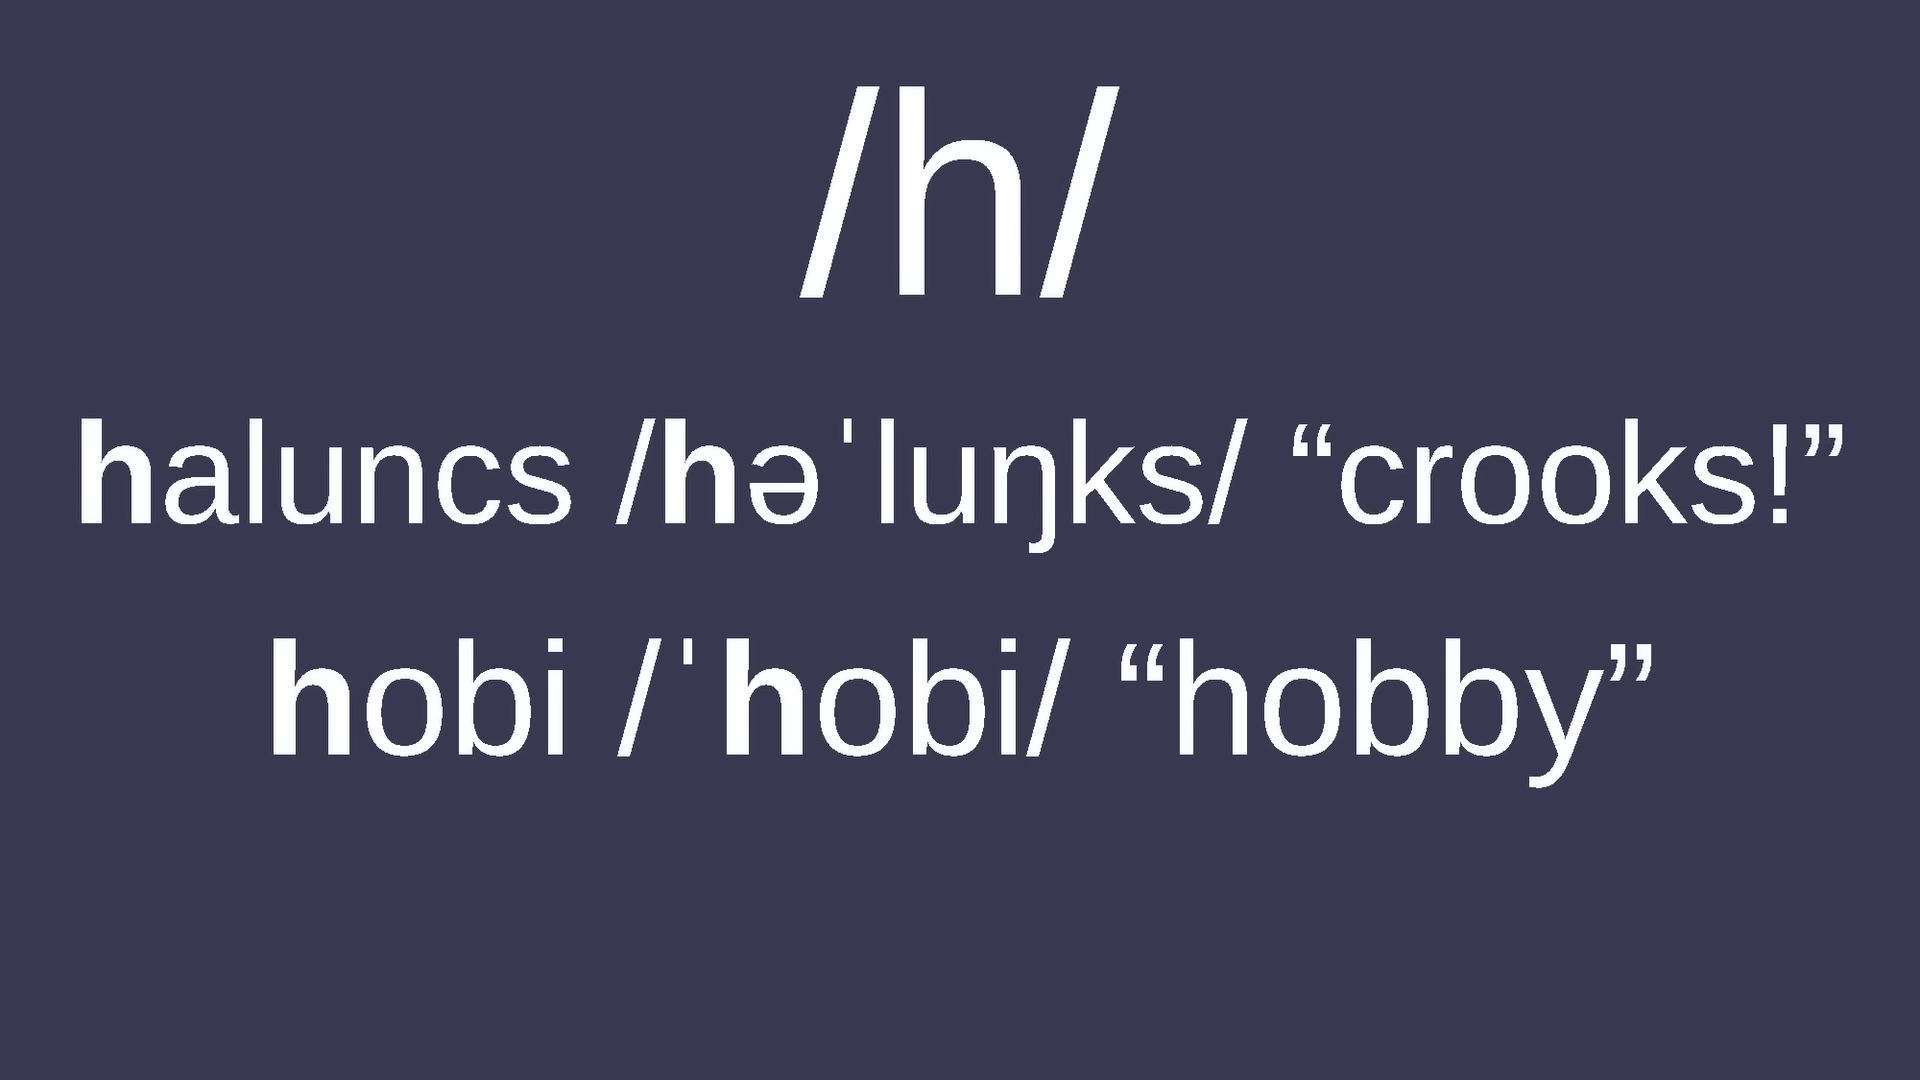 /h/
haluncs /həˈluŋks/ “crooks!”
hobi /ˈhobi/ “hobby”